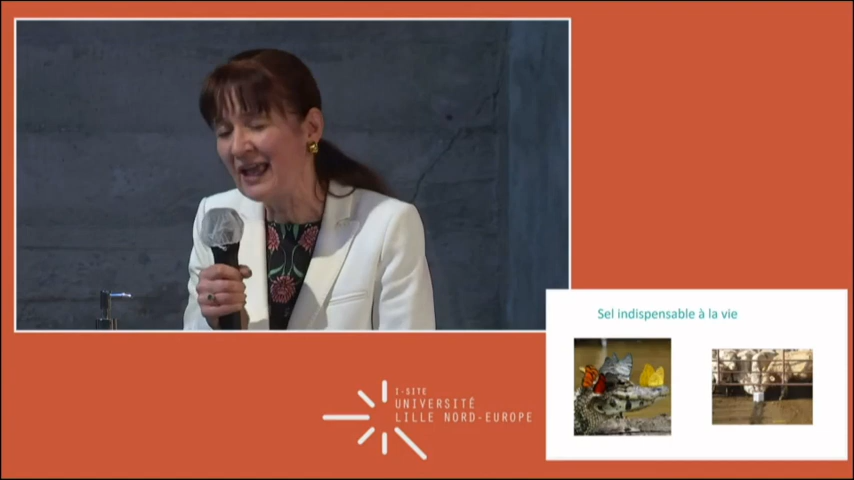 Sel indispensable à la vie
I-SITE
UNIVERSITÉ
LILLE NORD-EUROPE